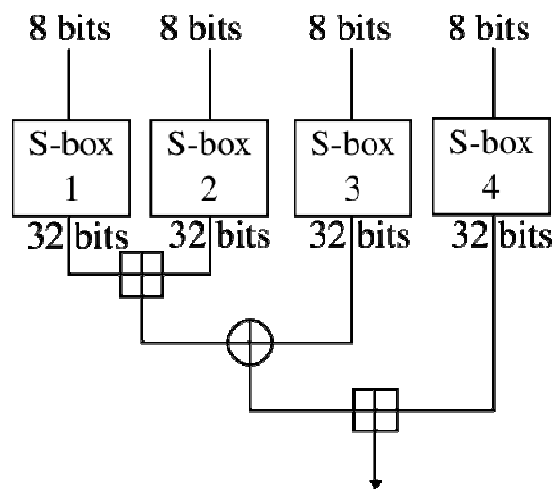 8 bits 8 bits 8 bits 8 bits
S-box S-box S-box S-box
1 2 3 4
32 bits 32 bits 32 bits 32 bits